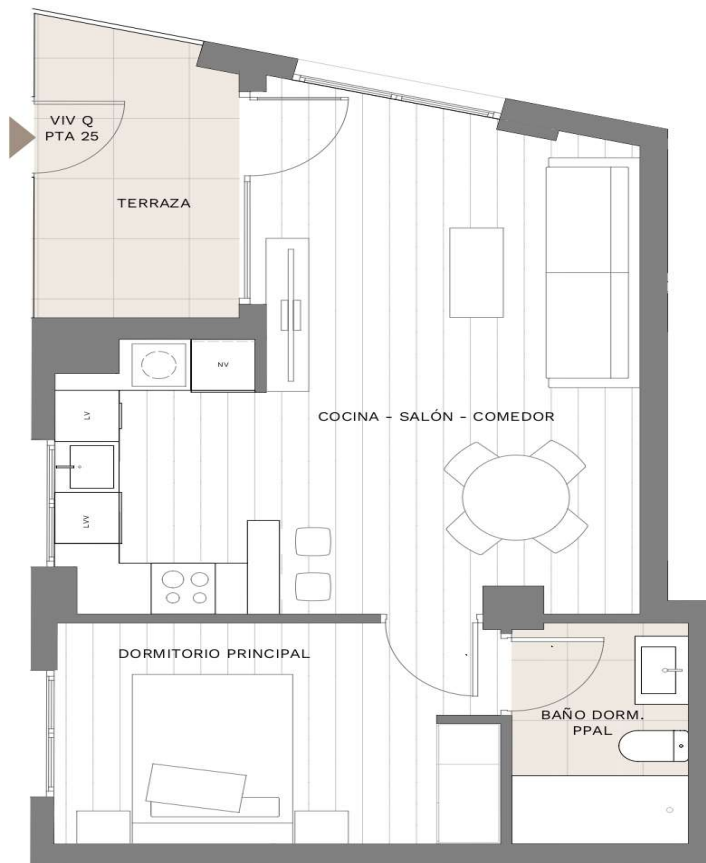 VIV Q
PTA 25
TERRAZA
NV
LV
COCINA - SALÓN - COMEDOR
LVV
DORMITORIO PRINCIPAL
BAÑO DORM.
PPAL